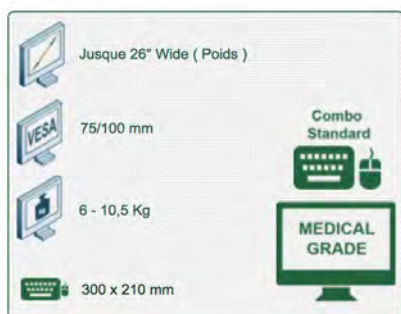 Jusque 26" Wide ( Poids )
VESA
75/100 mm
KG
6 - 10,5 Kg
300 x 210 mm
Combo
Standard
MEDICAL
GRADE